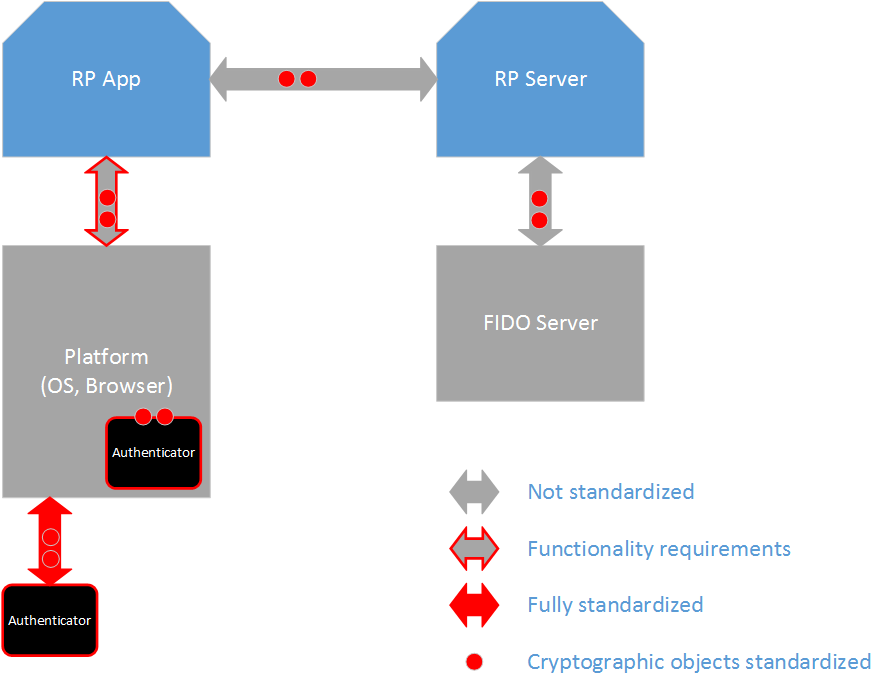 RP App
RP Server
FIDO Server
Platform
(OS, Browser)
Authenticator
Authenticator
Not standardized
Functionality requirements
Fully standardized
Cryptographic objects standardized